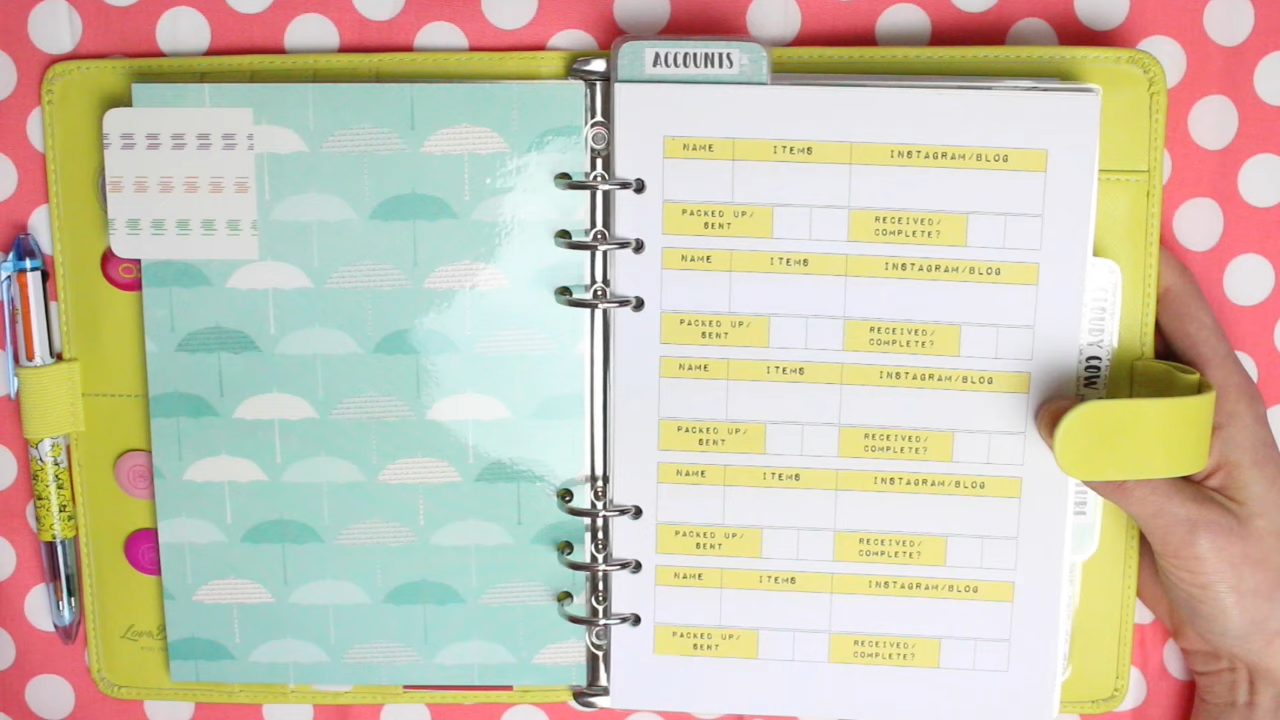 ACCOUNTS
NAME ITEMS INSTAGRAM/BLOG
PACKED UP/ RECEIVED/
SENT COMPLETE?
NAME ITEMS INSTAGRAM/BLOG
PACKED UP/ RECEIVED/
SENT COMPLETE?
NAME ITEMS INSTAGRAM/BLOG
PACKED UP/ RECEIVED/
SENT COMPLETE?
NAME ITEMS INSTAGRAM/BLOG
PACKED UP/ RECEIVED/
SENT COMPLETE?
NAME ITEMS INSTAGRAM/BLOG
PACKED UP/ RECEIVED/
SENT COMPLETE?
CLOUDY COW